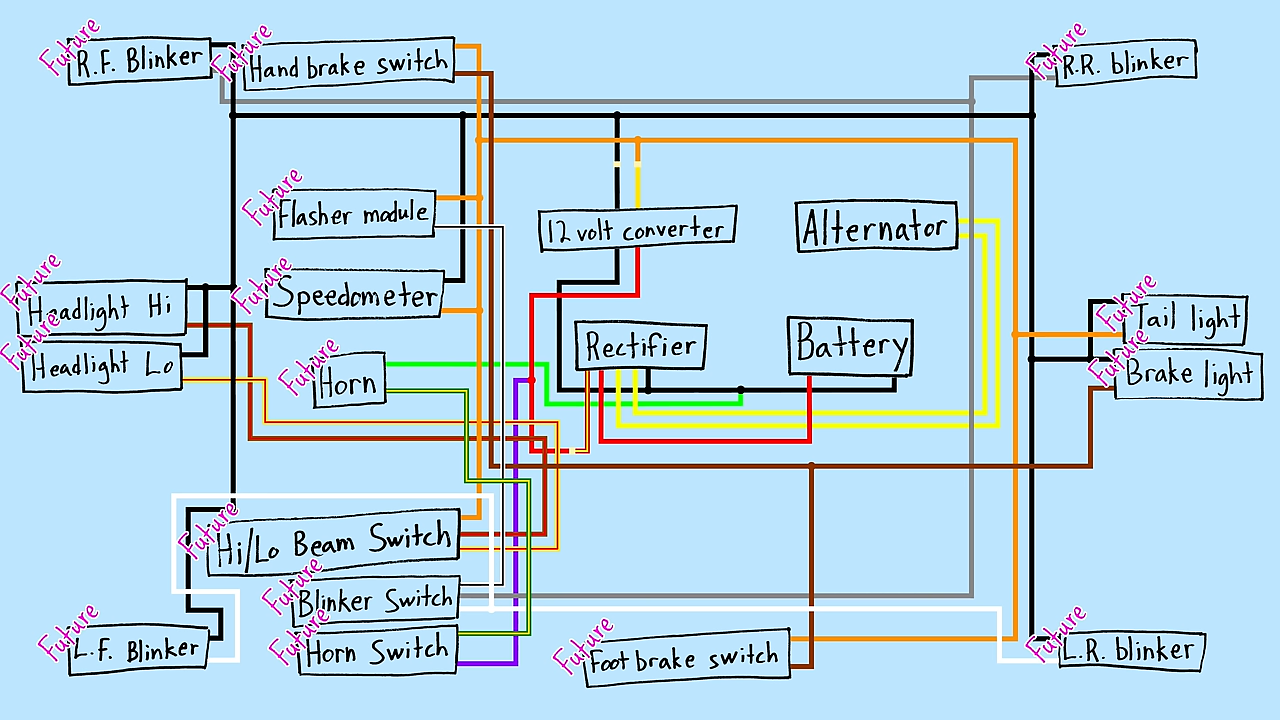 Future
R.F. Blinker
Future
Hand brake switch
Future
R.R. blinker
Future
Flasher module
12 volt converter
Alternator
Future
Headlight Hi
Future
Speedometer
Future
Tail light
Future
Headlight Lo
Future
Horn
Rectifier
Battery
Future
Brake light
Future
Hi/Lo Beam Switch
Future
Blinker Switch
Future
L.F. Blinker
Future
Horn Switch
Future
Foot brake switch
Future
L.R. blinker